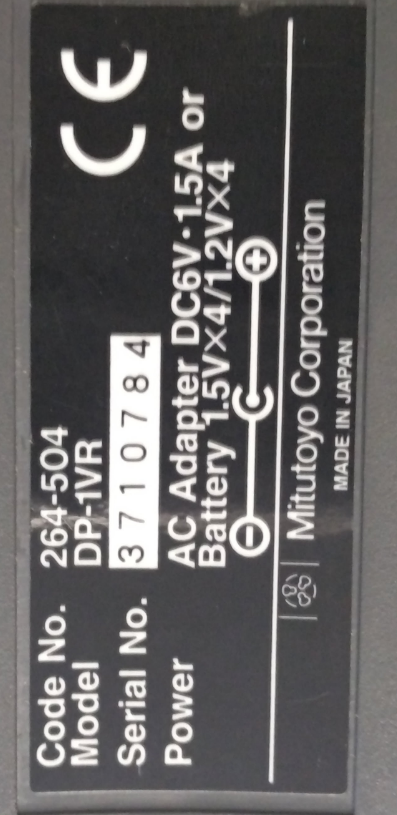 Code No. 264-504
Model DP-1VR
Serial No. 3710784
Power AC Adapter DC6V·1.5A or
Battery 1.5V×4/1.2V×4
Mitutoyo Corporation
MADE IN JAPAN
CE